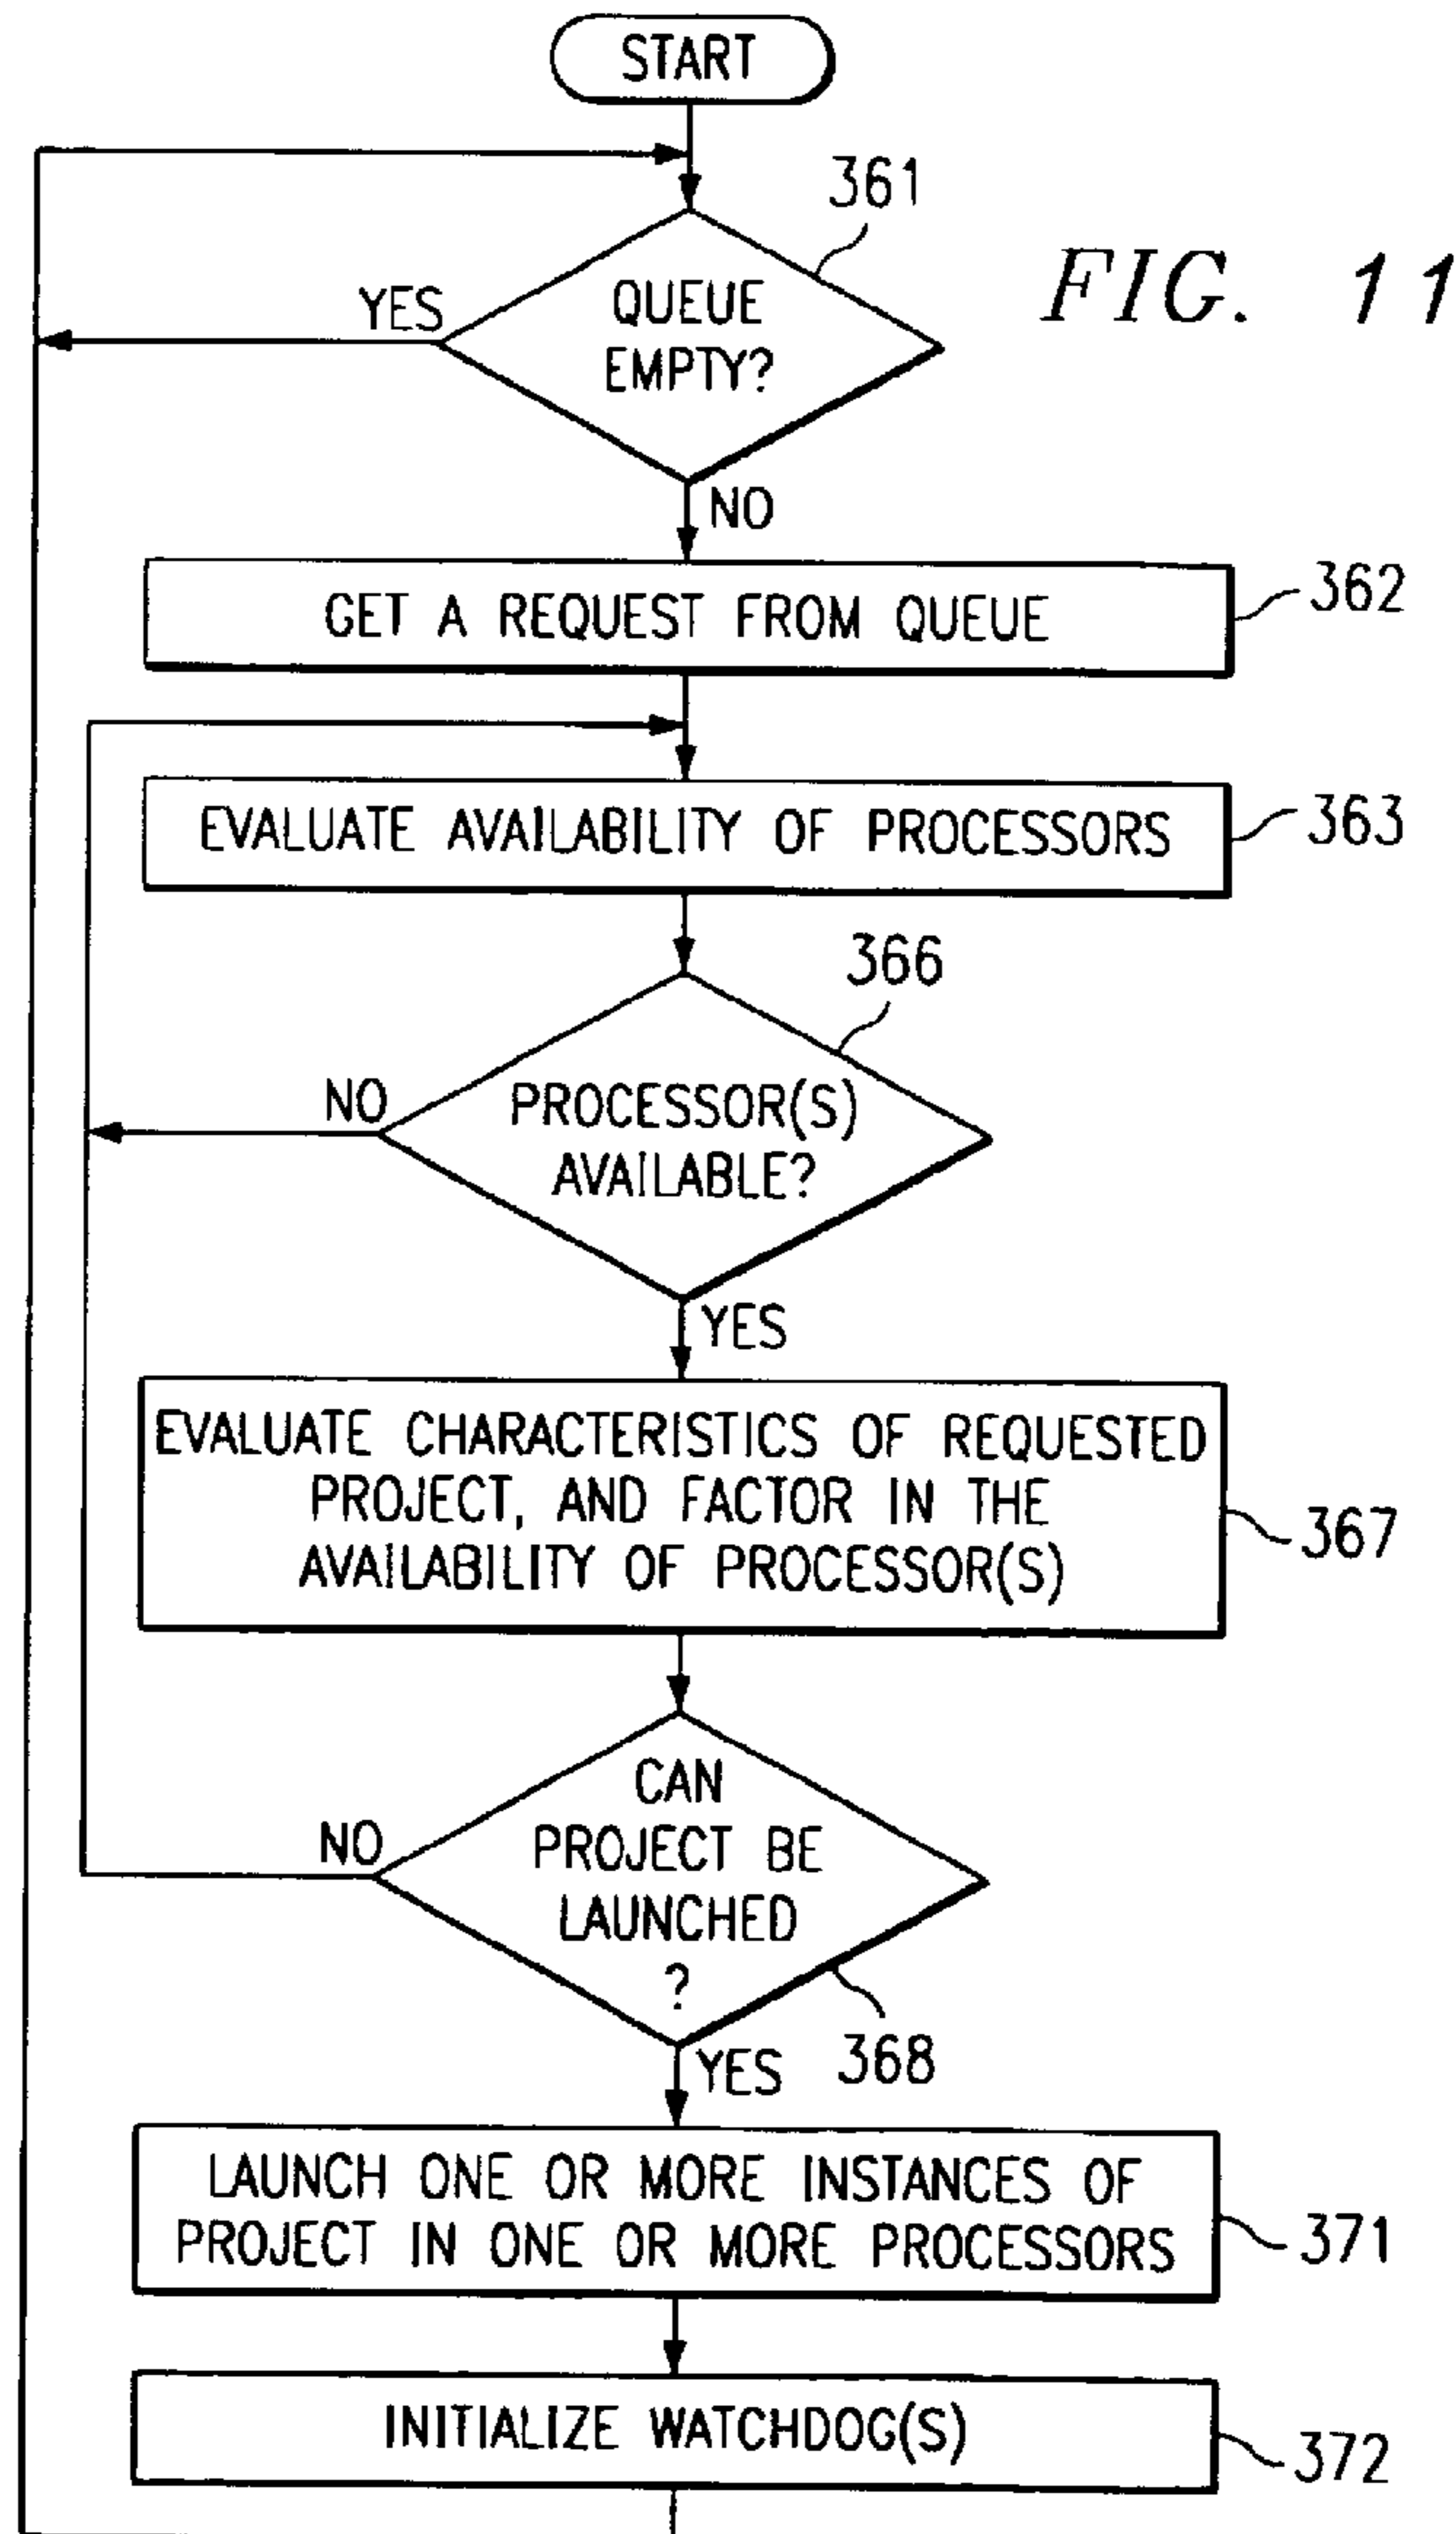 START
361
FIG. 11
YES
QUEUE
EMPTY?
NO
GET A REQUEST FROM QUEUE
362
EVALUATE AVAILABILITY OF PROCESSORS
363
366
NO
PROCESSOR(S)
AVAILABLE?
YES
EVALUATE CHARACTERISTICS OF REQUESTED
PROJECT, AND FACTOR IN THE
AVAILABILITY OF PROCESSOR(S)
367
CAN
NO
PROJECT BE
LAUNCHED
?
368
YES
LAUNCH ONE OR MORE INSTANCES OF
PROJECT IN ONE OR MORE PROCESSORS
371
INITIALIZE WATCHDOG(S)
372